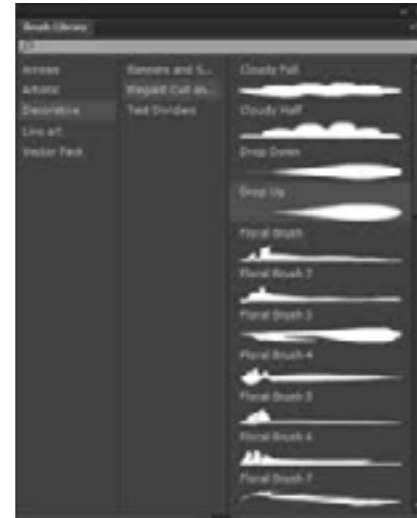 Brush Library
Arrows
Artistic
Decorative
Line art
Vector Pack
Banners and S...
Elegant Curl an...
Text Dividers
Cloudy Full
Cloudy Half
Drop Down
Drop Up
Floral Brush
Floral Brush 2
Floral Brush 3
Floral Brush 4
Floral Brush 5
Floral Brush 6
Floral Brush 7